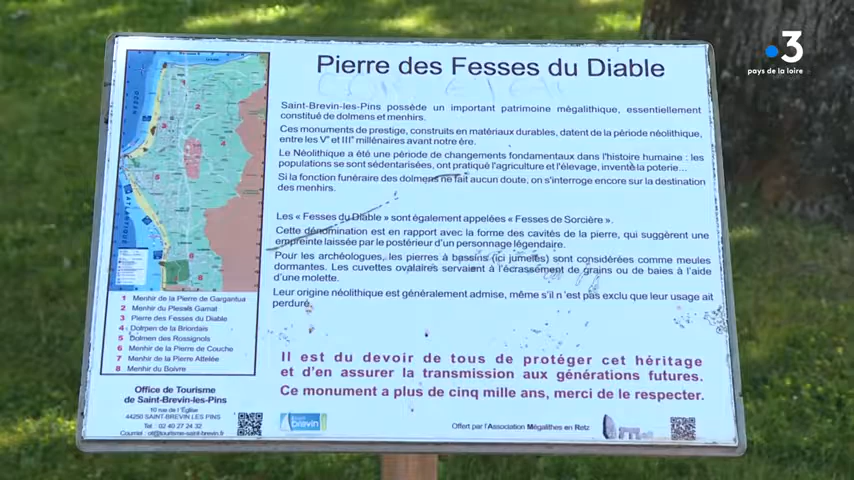 3
pays de la loire
Pierre des Fesses du Diable
Saint-Brevin-les-Pins possède un important patrimoine mégalithique, essentiellement
constitué de dolmens et menhirs.
Ces monuments de prestige, construits en matériaux durables, datent de la période néolithique,
entre les Ve et IIIe millénaires avant notre ère.
Le Néolithique a été une période de changements fondamentaux dans l'histoire humaine : les
populations se sont sédentarisées, ont pratiqué l'agriculture et l'élevage, inventé la poterie...
Si la fonction funéraire des dolmens ne fait aucun doute, on s'interroge encore sur la destination
des menhirs.
Les « Fesses du Diable » sont également appelées « Fesses de Sorcière ».
Cette dénomination est en rapport avec la forme des cavités de la pierre, qui suggèrent une
empreinte laissée par le postérieur d'un personnage légendaire.
Pour les archéologues, les pierres à bassins (ici jumelés) sont considérées comme meules
dormantes. Les cuvettes ovalaires servaient à l'écrasement de grains ou de baies à l'aide
d'une molette.
Leur origine néolithique est généralement admise, même s'il n 'est pas exclu que leur usage ait
perduré.
Il est du devoir de tous de protéger cet héritage
et d'en assurer la transmission aux générations futures.
Ce monument a plus de cinq mille ans, merci de le respecter.
OCEAN
ATLANTIQUE
1 Menhir de la Pierre de Gargantua
2 Menhir du Plessis Gamat
3 Pierre des Fesses du Diable
4 Dolmen de la Briordais
5 Dolmen des Rossignols
6 Menhir de la Pierre de Couche
7 Menhir de la Pierre Attelée
8 Menhir du Boivre
Office de Tourisme
de Saint-Brevin-les-Pins
10 rue de l'Église
44250 SAINT-BREVIN LES PINS
Tel : 02 40 27 24 32
Courriel : ot@tourisme-saint-brevin.fr
brevin
Offert par l'Association Mégalithes en Retz